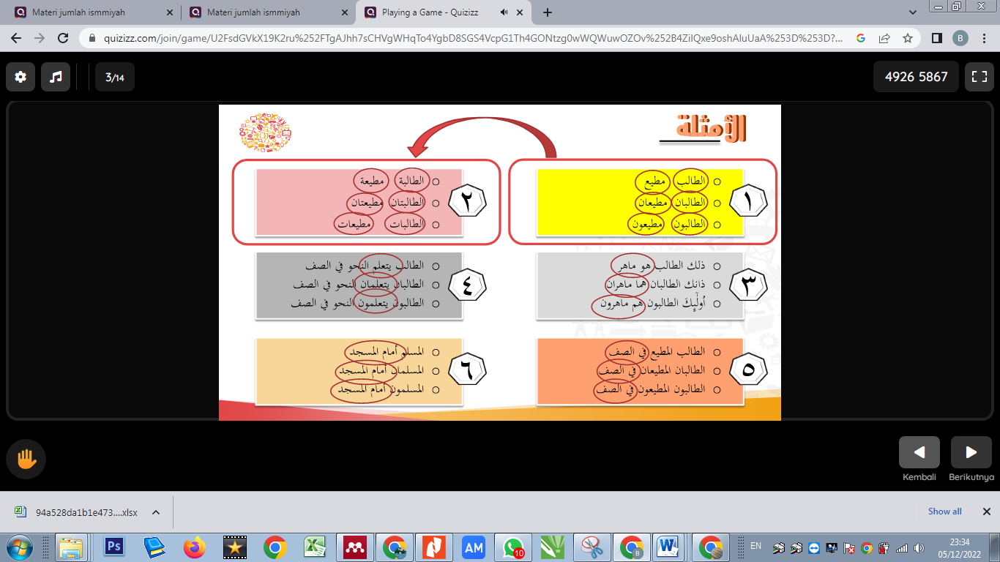 Materi jumlah ismmiyah
Materi jumlah ismmiyah
Playing a Game - Quizizz
quizizz.com/join/game/U2FsdGVkX19K2ru%252FTgAJhh7sCHVgWHqTo4YgbD8SGS4VcpG1Th4GONtzg0wWQWuwOZOv%252B4ZilQxe9oshAluUaA%253D%253D?...
B
3/14
4926 5867
الأمثلة
١
الطالب مطيع
الطالبان مطيعان
الطالبون مطيعون
٢
الطالبة مطيعة
الطالبتان مطيعتان
الطالبات مطيعات
٣
ذلك الطالب هو ماهر
ذانك الطالبان هما ماهران
أُولَٰئِكَ الطالبون هم ماهرون
٤
الطالب يتعلم النحو في الصف
الطالبان يتعلمان النحو في الصف
الطالبون يتعلمون النحو في الصف
٥
الطالب المطيع في الصف
الطالبان المطيعان في الصف
الطالبون المطيعون في الصف
٦
المسلم أمام المسجد
المسلمان أمام المسجد
المسلمون أمام المسجد
Kembali
Berikutnya
94a528da1b1e473....xlsx
Show all
Ps
AM
10
B
W
EN
23:34
05/12/2022